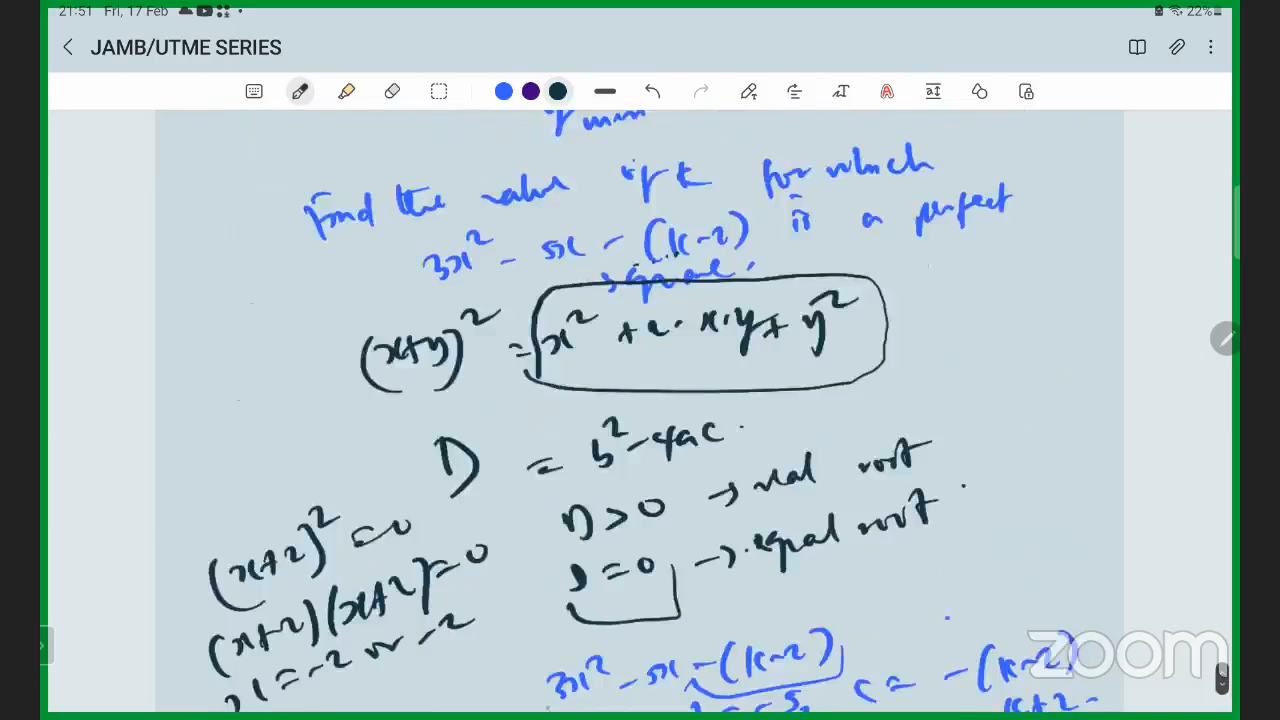 21:51 Fri, 17 Feb
22%
JAMB/UTME SERIES
Find the value of k for which
3x² - 5x - (k-2) is a perfect
square.
(x+y)² = x² + 2·x·y + y²
D = b² - 4ac.
D > 0 → real root
D = 0 → equal root.
(x+2)² = 0
(x+2)(x+2) = 0
x = -2 or -2
3x² - 5x - (k-2) c = -(k-2)
zoom